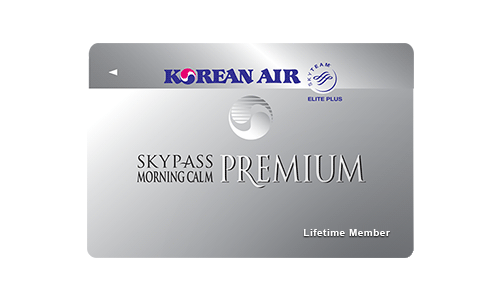 KOREAN AIR
SKYTEAM
ELITE PLUS
SKYPASS
MORNING CALM
PREMIUM
Lifetime Member